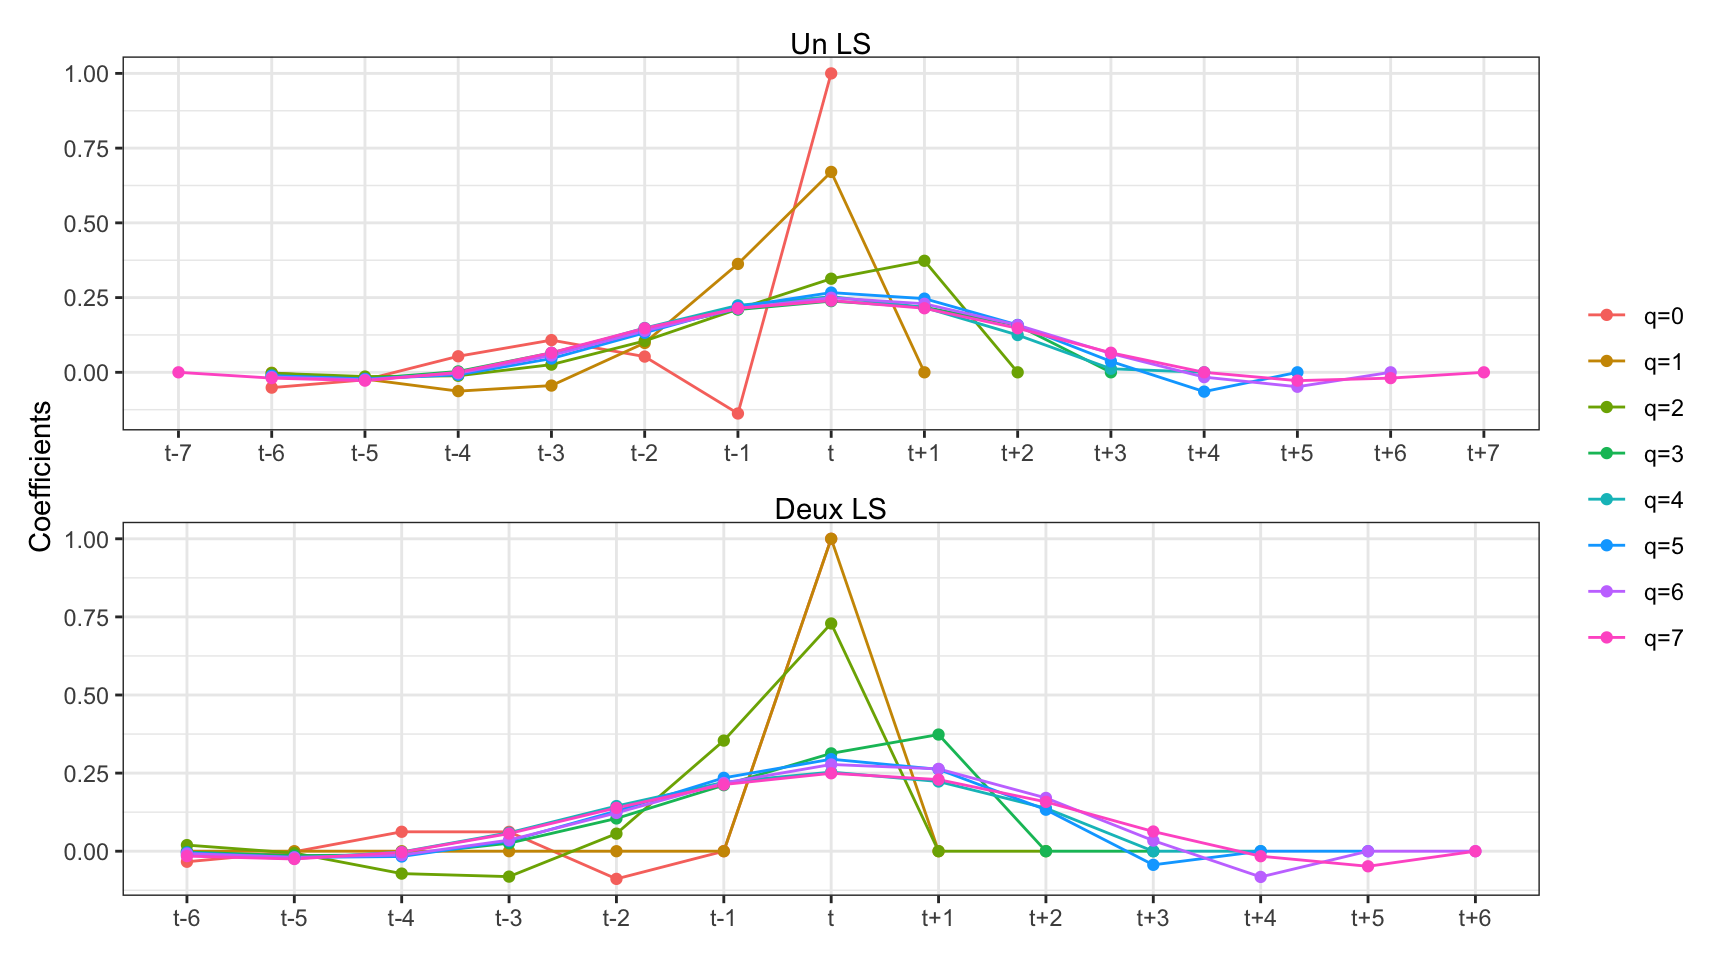 Un LS
1.00
0.75
0.50
0.25
0.00
t-7 t-6 t-5 t-4 t-3 t-2 t-1 t t+1 t+2 t+3 t+4 t+5 t+6 t+7
Coefficients
Deux LS
1.00
0.75
0.50
0.25
0.00
t-6 t-5 t-4 t-3 t-2 t-1 t t+1 t+2 t+3 t+4 t+5 t+6
q=0
q=1
q=2
q=3
q=4
q=5
q=6
q=7